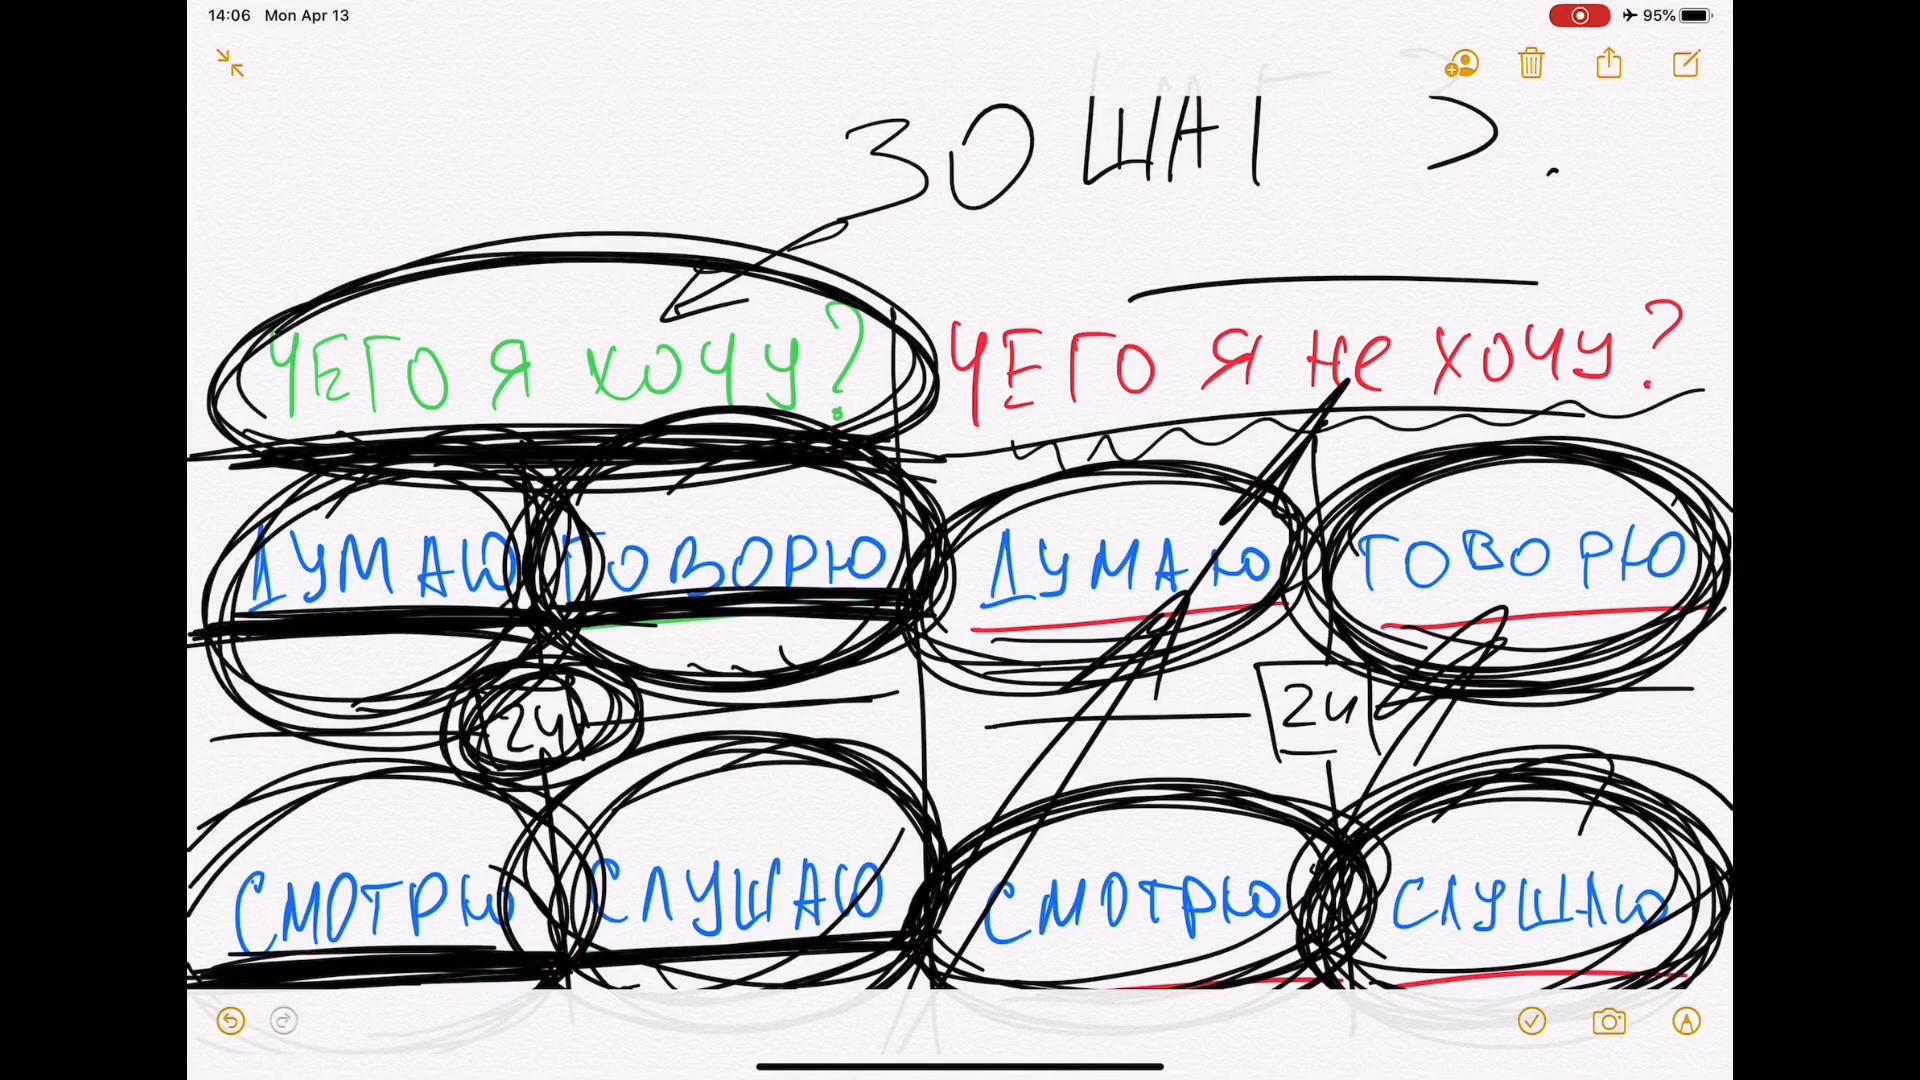 14:06 Mon Apr 13 95%
30 ШАГ
ЧЕГО Я ХОЧУ? ЧЕГО Я НЕ ХОЧУ?
ДУМАЮ ГОВОРЮ ДУМАЮ ГОВОРЮ
24 24
СМОТРЮ СЛУШАЮ СМОТРЮ СЛУШАЮ